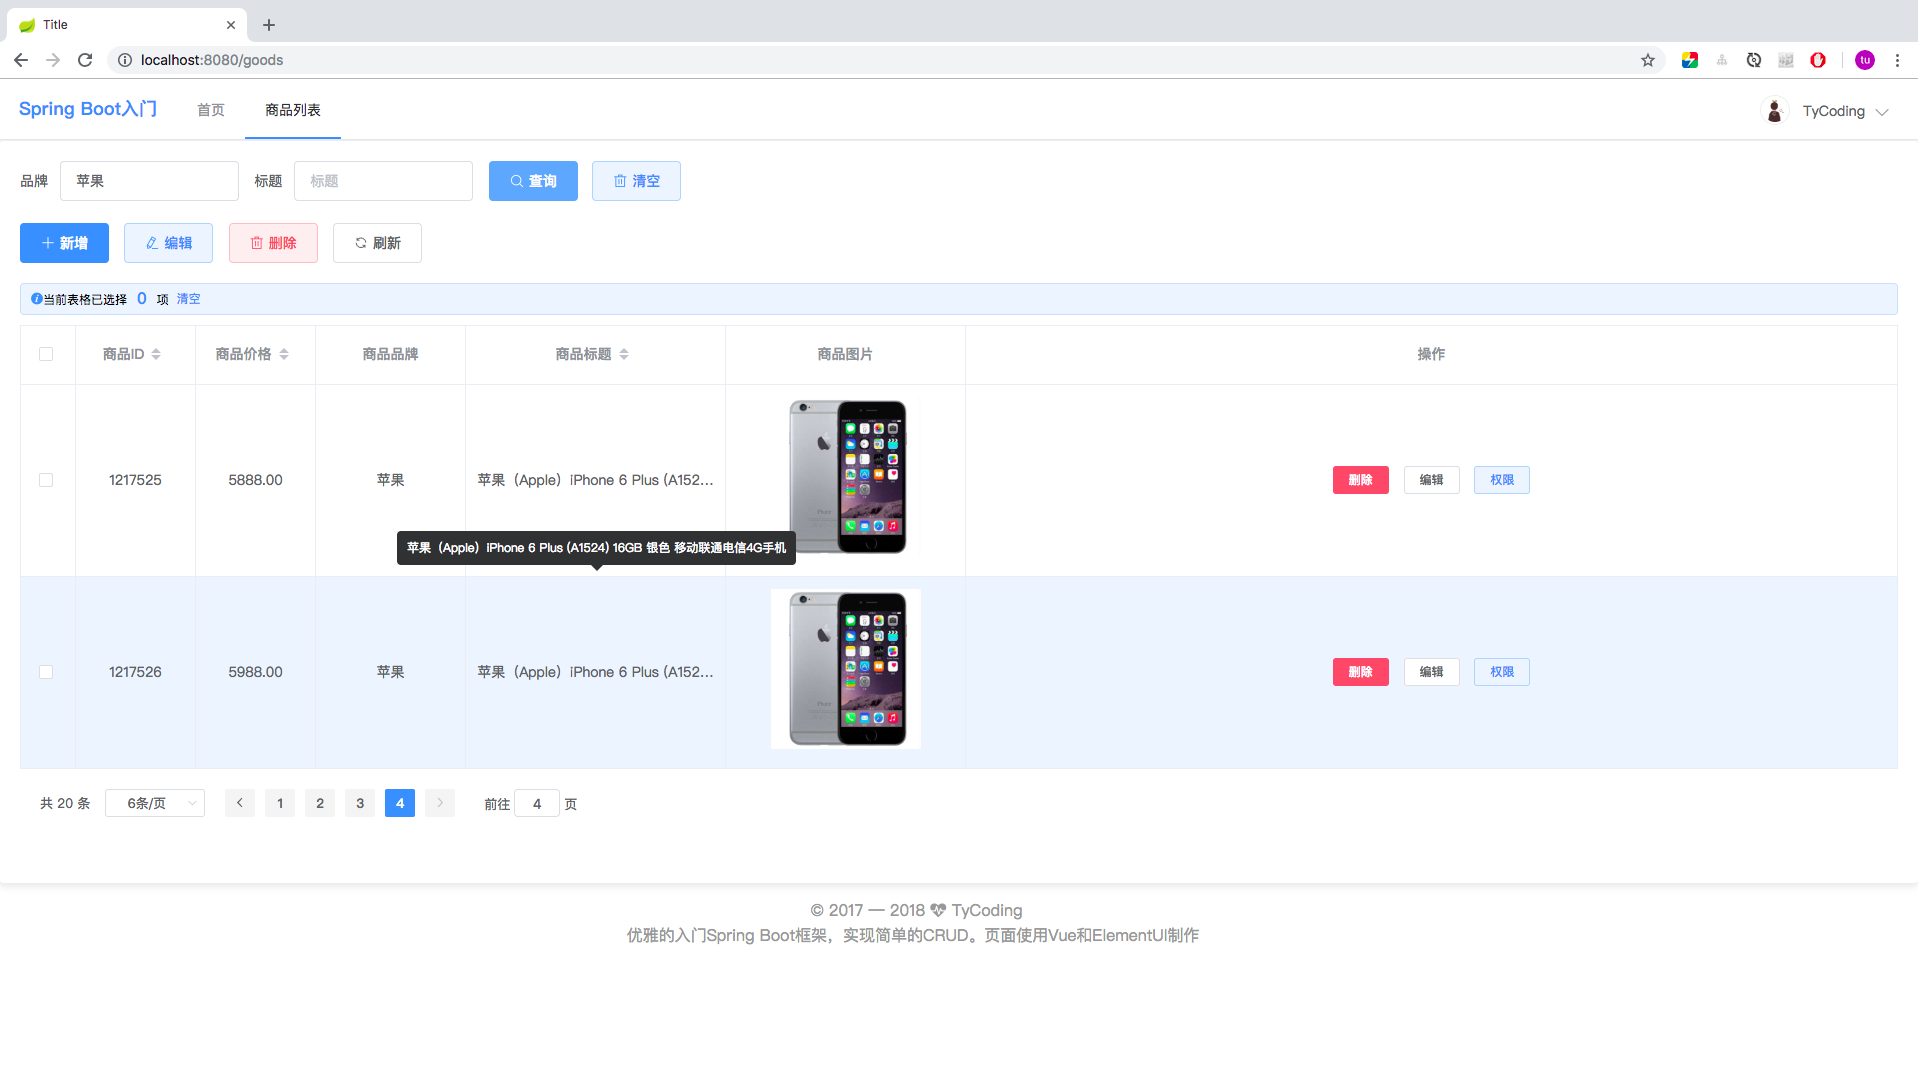 Title
localhost:8080/goods
tu
Spring Boot入门 首页 商品列表 TyCoding
品牌 苹果 标题 标题 查询 清空
新增 编辑 删除 刷新
当前表格已选择 0 项 清空
商品ID 商品价格 商品品牌 商品标题 商品图片 操作
1217525 5888.00 苹果 苹果（Apple）iPhone 6 Plus (A152... 删除 编辑 权限
苹果（Apple）iPhone 6 Plus (A1524) 16GB 银色 移动联通电信4G手机
1217526 5988.00 苹果 苹果（Apple）iPhone 6 Plus (A152... 删除 编辑 权限
共 20 条 6条/页 1 2 3 4 前往 4 页
© 2017 — 2018 TyCoding
优雅的入门Spring Boot框架，实现简单的CRUD。页面使用Vue和ElementUI制作